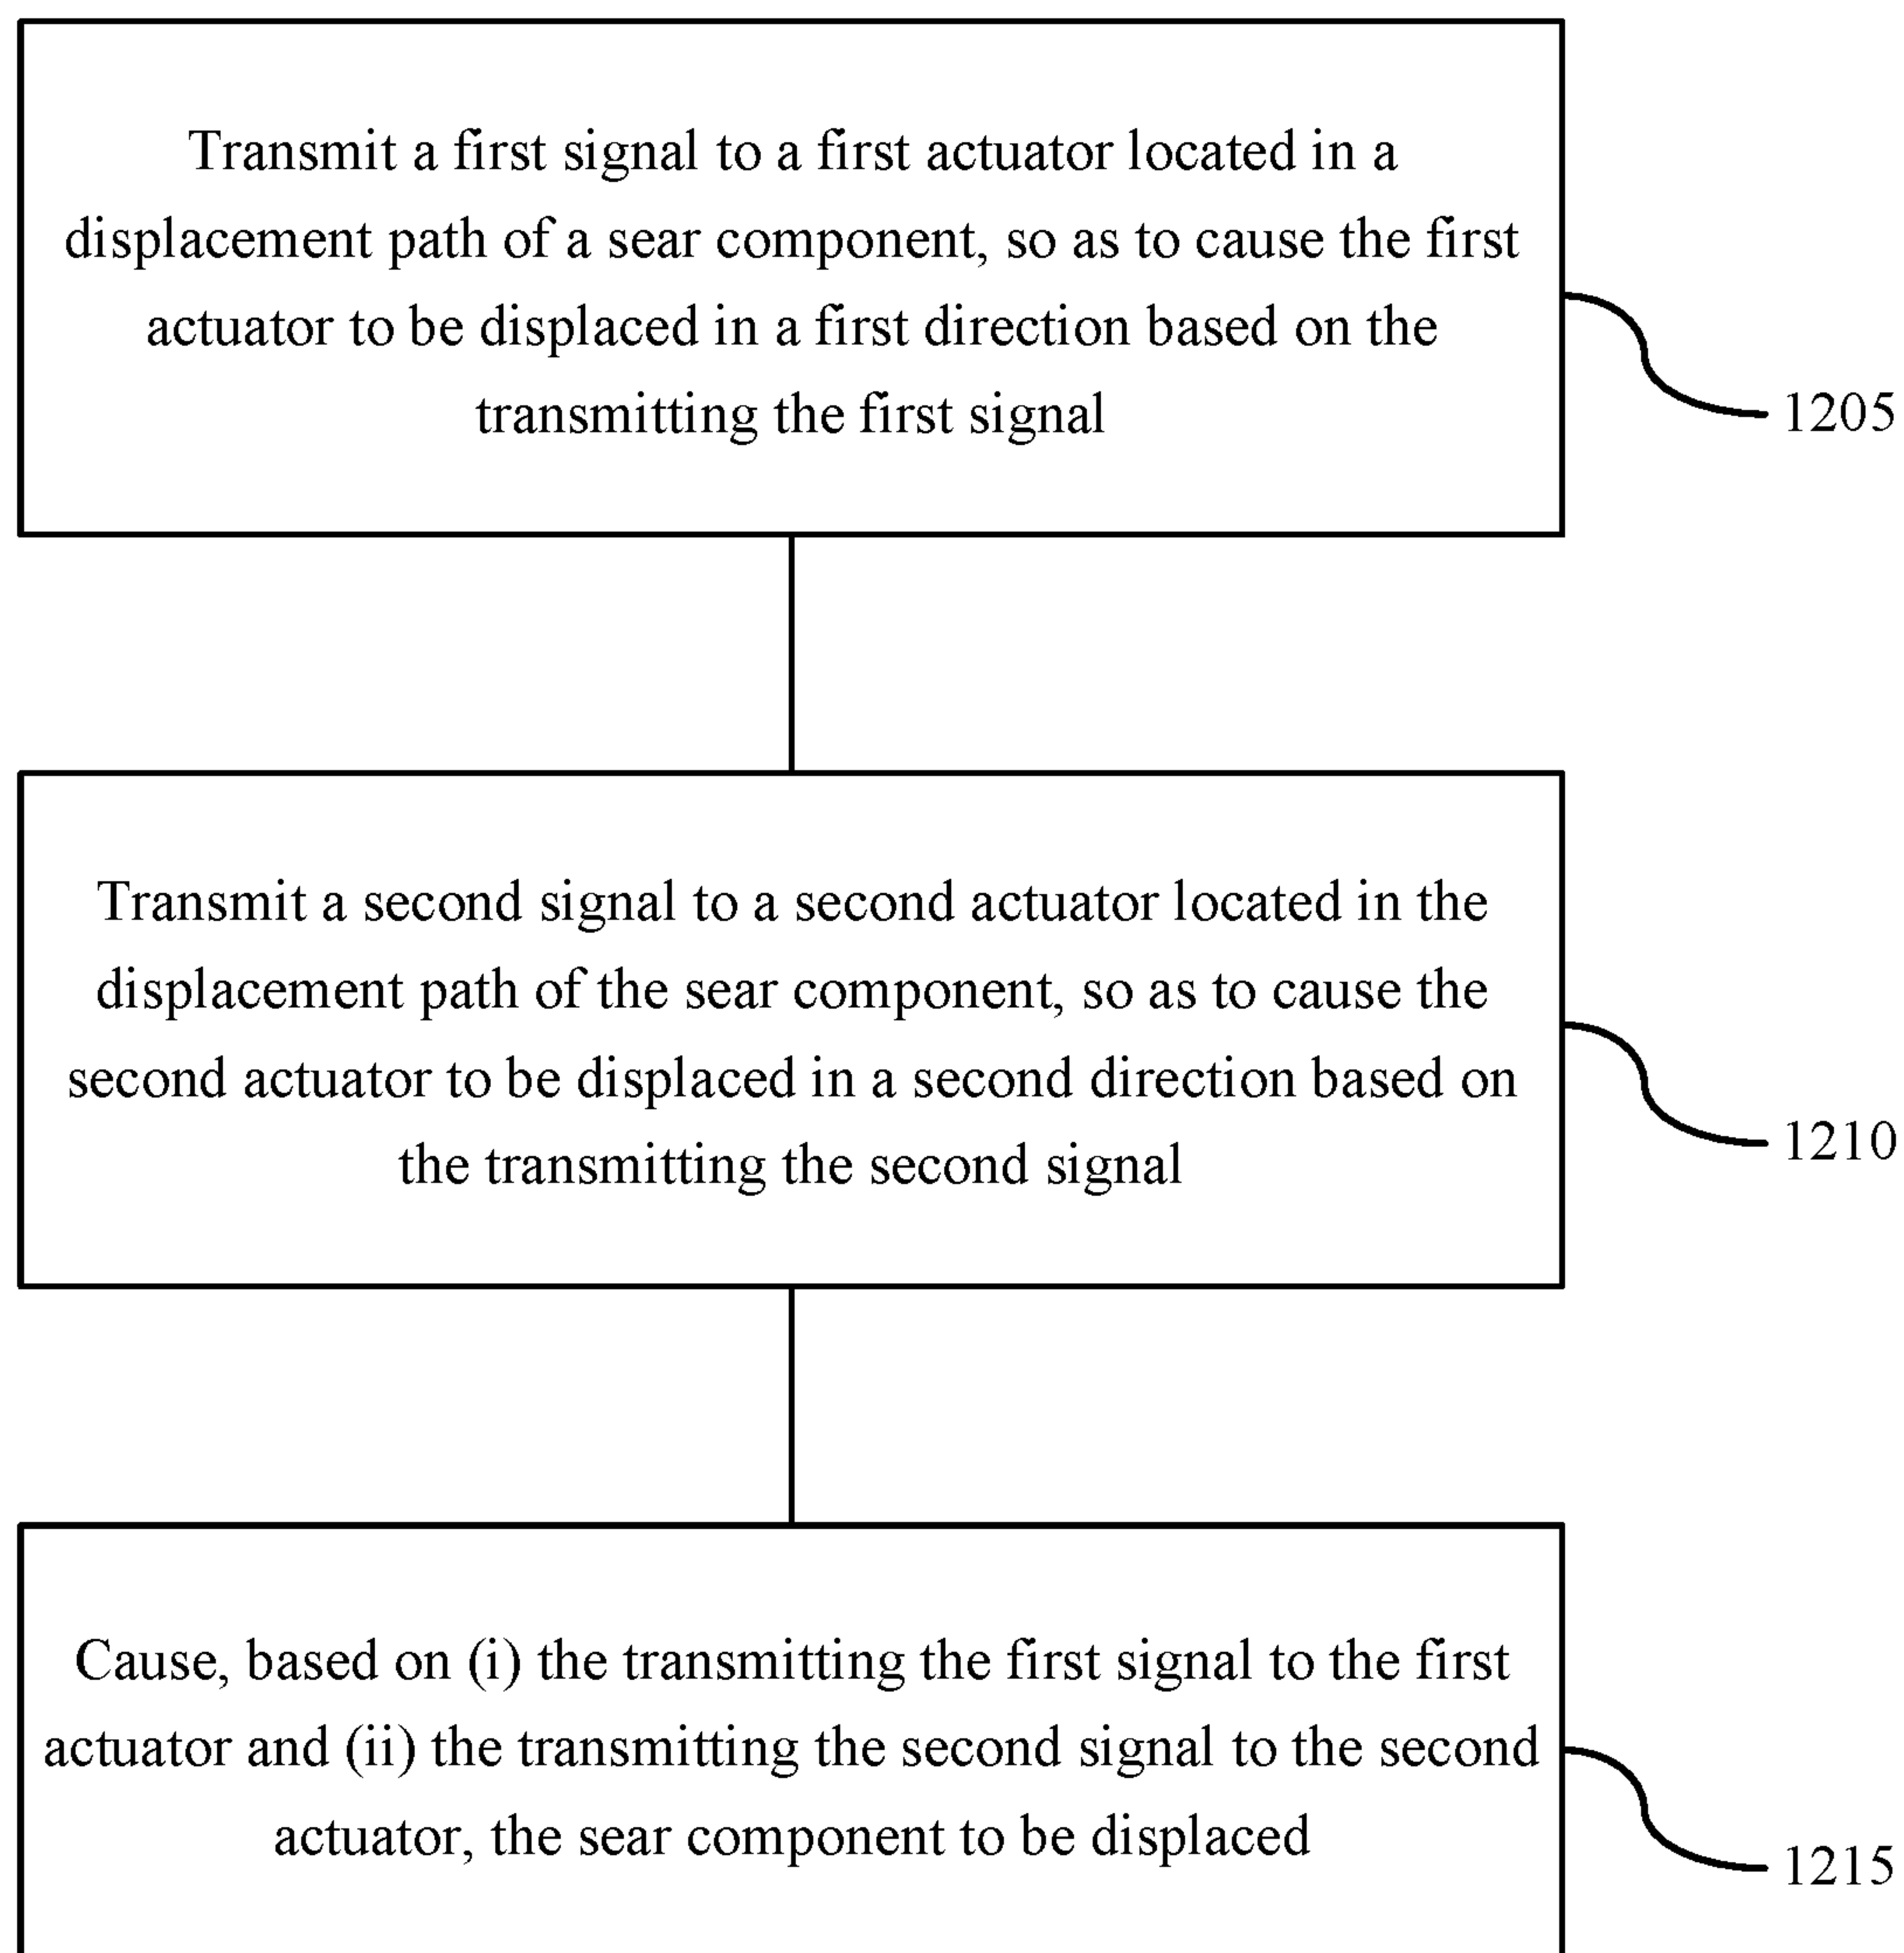 Transmit a first signal to a first actuator located in a
displacement path of a sear component, so as to cause the first
actuator to be displaced in a first direction based on the
transmitting the first signal
1205
Transmit a second signal to a second actuator located in the
displacement path of the sear component, so as to cause the
second actuator to be displaced in a second direction based on
the transmitting the second signal
1210
Cause, based on (i) the transmitting the first signal to the first
actuator and (ii) the transmitting the second signal to the second
actuator, the sear component to be displaced
1215